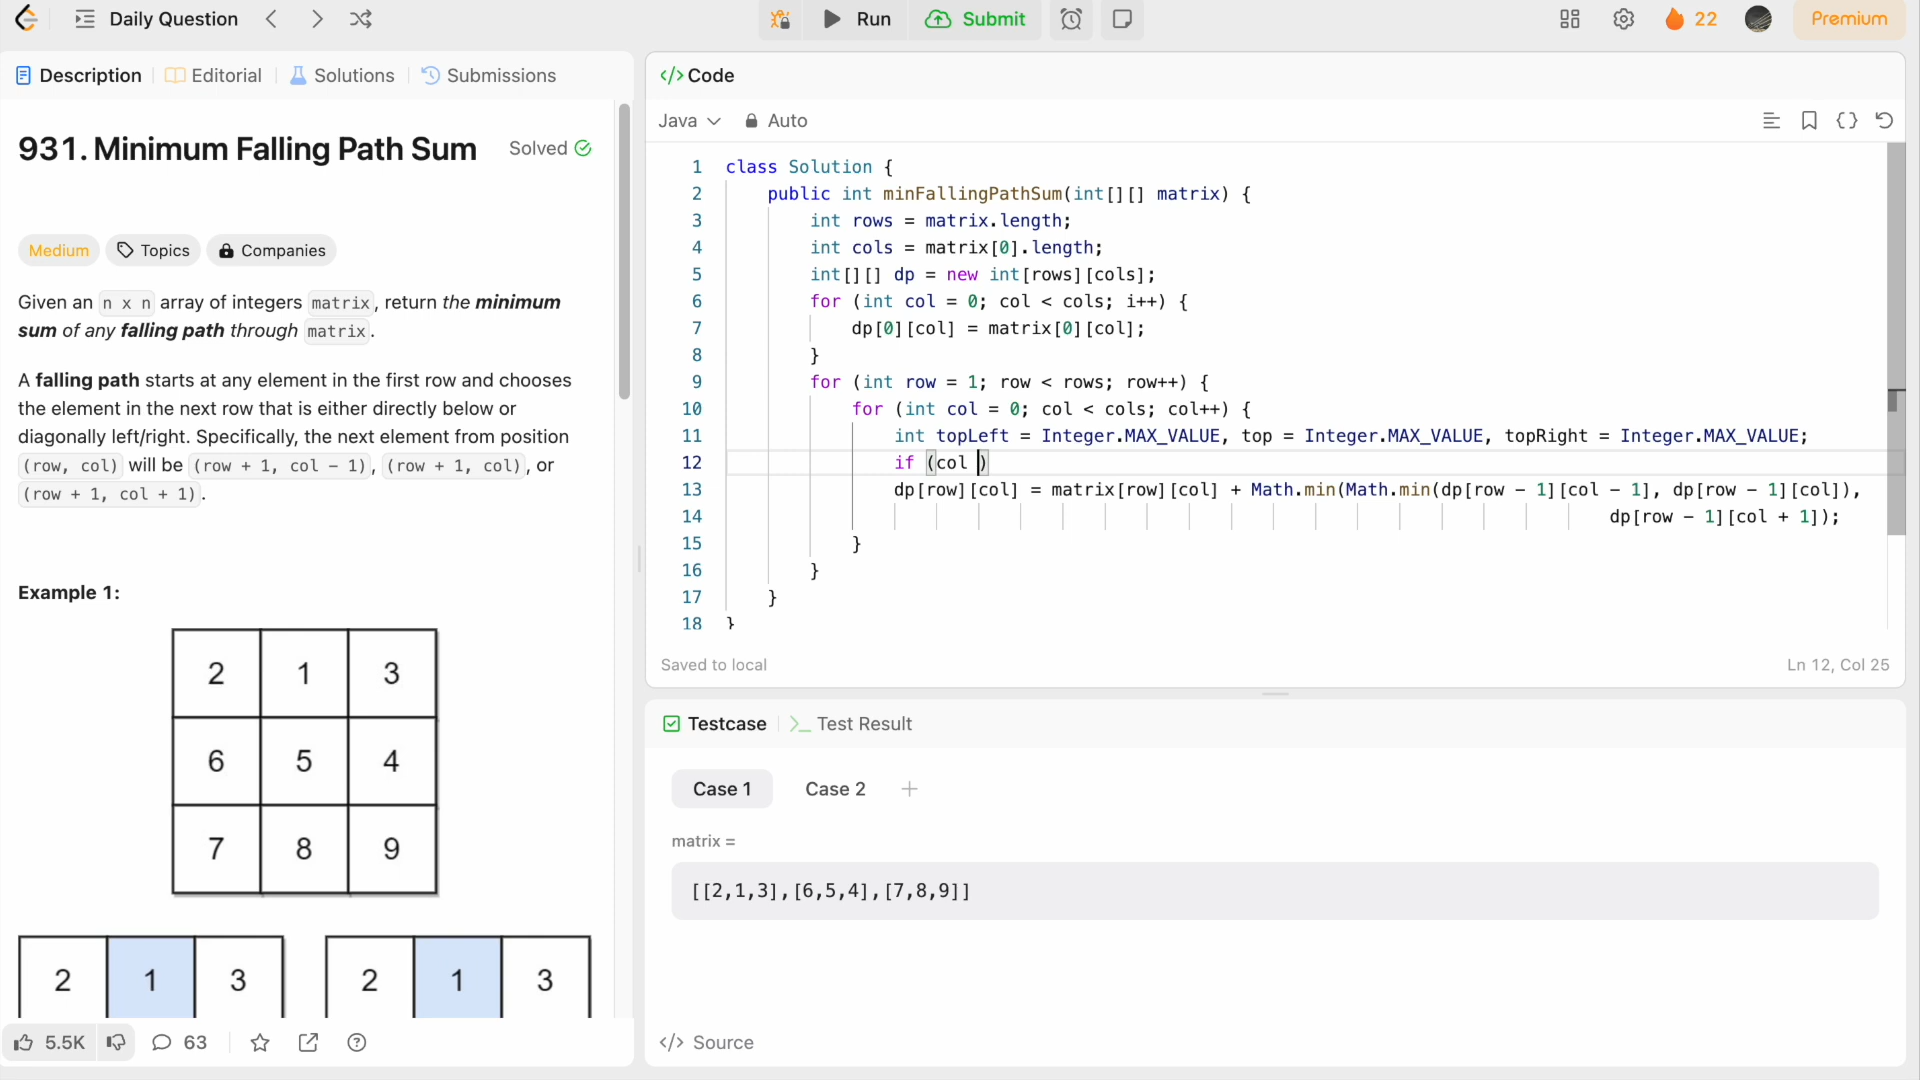 Daily Question
Run
Submit
22
Premium
Description
Editorial
Solutions
Submissions
931. Minimum Falling Path Sum
Solved
Medium
Topics
Companies
Given an n x n array of integers matrix, return the minimum
sum of any falling path through matrix.
A falling path starts at any element in the first row and chooses
the element in the next row that is either directly below or
diagonally left/right. Specifically, the next element from position
(row, col) will be (row + 1, col - 1), (row + 1, col), or
(row + 1, col + 1).
Example 1:
2 1 3
6 5 4
7 8 9
2 1 3
2 1 3
5.5K
63
</> Code
Java
Auto
1 class Solution {
2 public int minFallingPathSum(int[][] matrix) {
3 int rows = matrix.length;
4 int cols = matrix[0].length;
5 int[][] dp = new int[rows][cols];
6 for (int col = 0; col < cols; i++) {
7 dp[0][col] = matrix[0][col];
8 }
9 for (int row = 1; row < rows; row++) {
10 for (int col = 0; col < cols; col++) {
11 int topLeft = Integer.MAX_VALUE, top = Integer.MAX_VALUE, topRight = Integer.MAX_VALUE;
12 if (col )
13 dp[row][col] = matrix[row][col] + Math.min(Math.min(dp[row - 1][col - 1], dp[row - 1][col]),
14 dp[row - 1][col + 1]);
15 }
16 }
17 }
18 }
Saved to local
Ln 12, Col 25
Testcase
Test Result
Case 1
Case 2
matrix =
[[2,1,3],[6,5,4],[7,8,9]]
</> Source